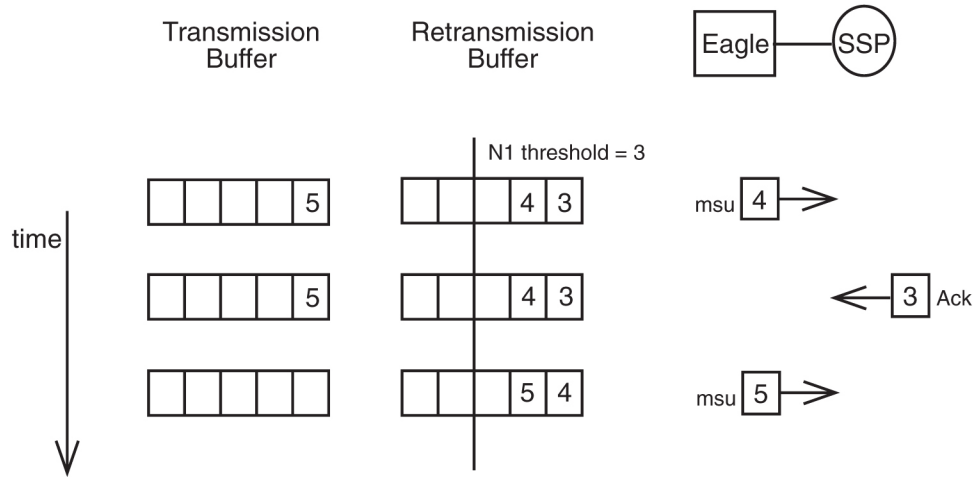 Transmission
Buffer
Retransmission
Buffer
Eagle
SSP
N1 threshold = 3
time
5
4 3
msu 4
5
4 3
3 Ack
5 4
msu 5